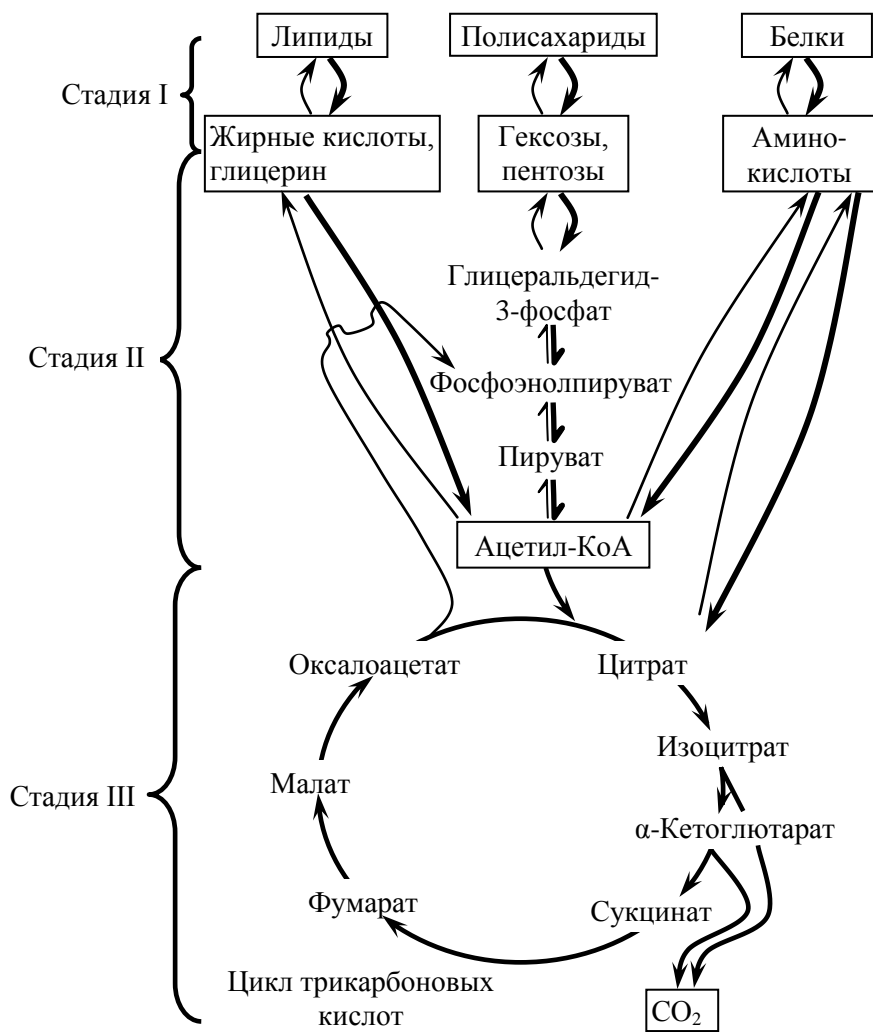 Липиды
Полисахариды
Белки
Стадия I
Жирные кислоты,
глицерин
Гексозы,
пентозы
Амино-
кислоты
Глицеральдегид-
3-фосфат
Стадия II
Фосфоэнолпируват
Пируват
Ацетил-КоА
Оксалоацетат
Цитрат
Изоцитрат
Малат
Стадия III
α-Кетоглютарат
Фумарат
Сукцинат
Цикл трикарбоновых
кислот
CO₂